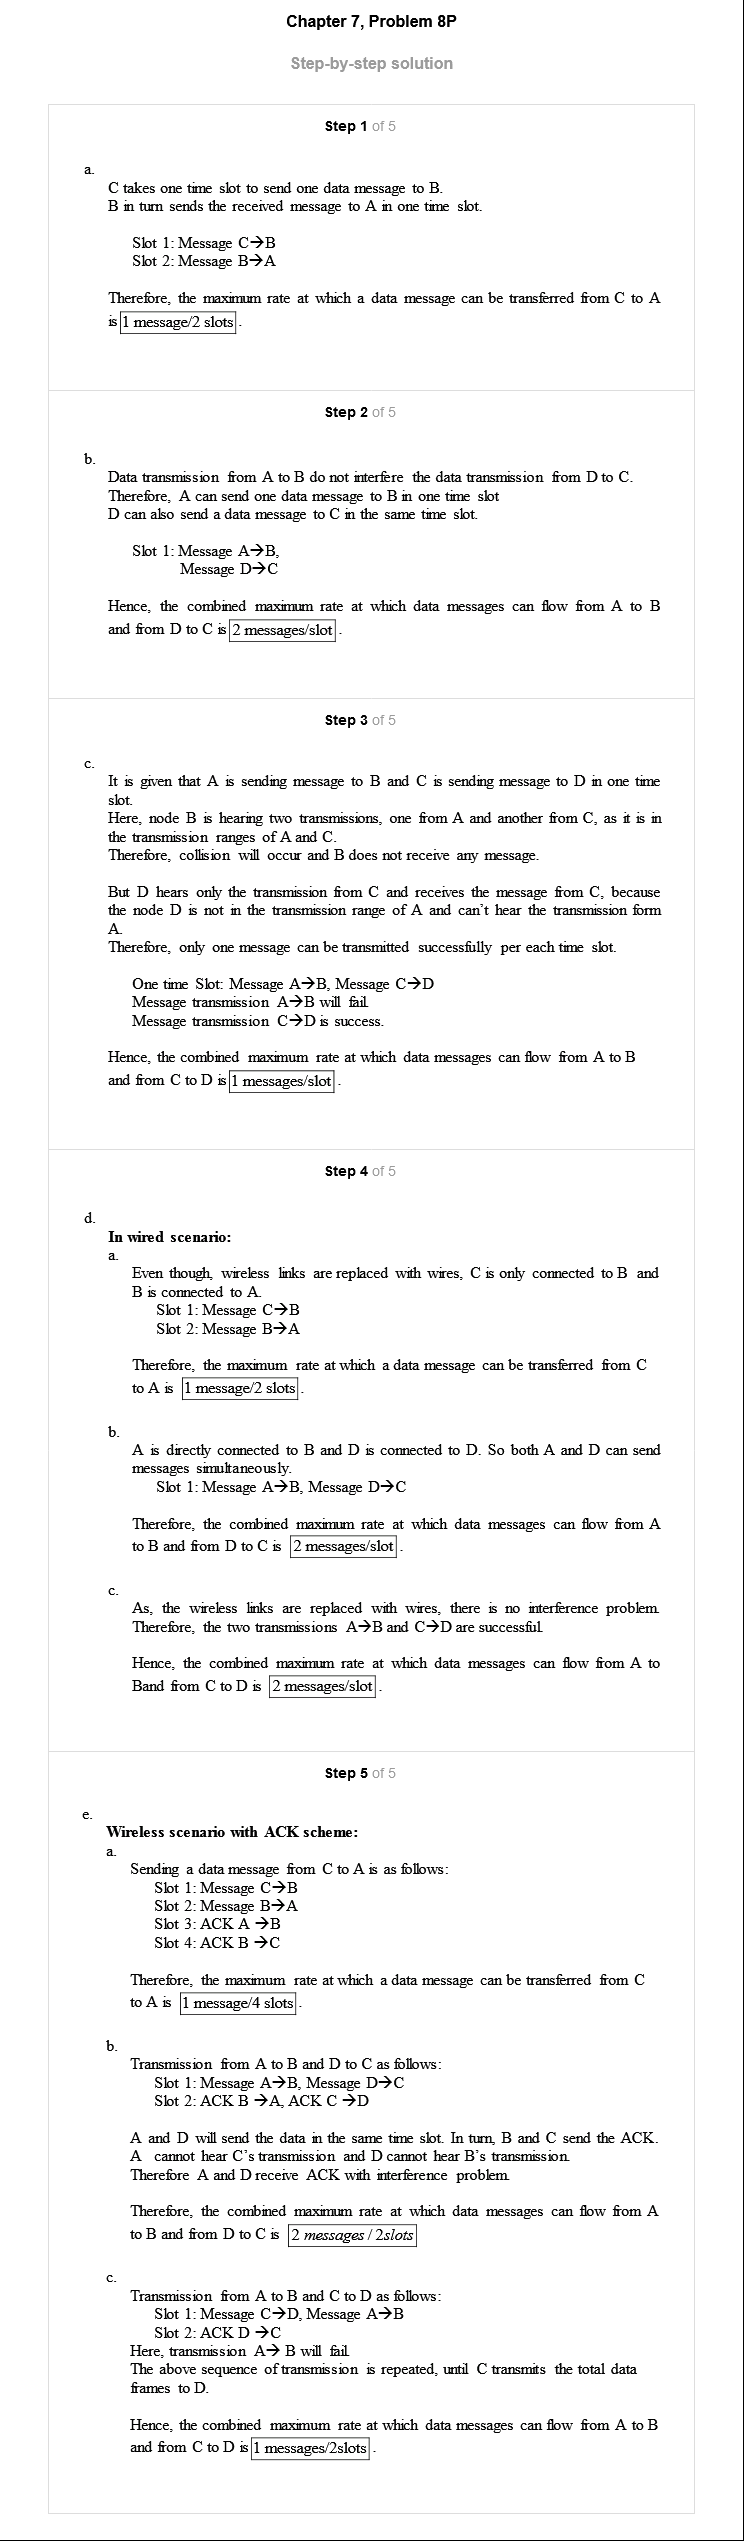 Chapter 7, Problem 8P
Step-by-step solution
Step 1 of 5
a.
C takes one time slot to send one data message to B.
B in turn sends the received message to A in one time slot.
Slot 1: Message C→B
Slot 2: Message B→A
Therefore, the maximum rate at which a data message can be transferred from C to A
is 1 message/2 slots.
Step 2 of 5
b.
Data transmission from A to B do not interfere the data transmission from D to C.
Therefore, A can send one data message to B in one time slot
D can also send a data message to C in the same time slot.
Slot 1: Message A→B,
Message D→C
Hence, the combined maximum rate at which data messages can flow from A to B
and from D to C is 2 messages/slot.
Step 3 of 5
c.
It is given that A is sending message to B and C is sending message to D in one time
slot.
Here, node B is hearing two transmissions, one from A and another from C, as it is in
the transmission ranges of A and C.
Therefore, collision will occur and B does not receive any message.
But D hears only the transmission from C and receives the message from C, because
the node D is not in the transmission range of A and can't hear the transmission form
A.
Therefore, only one message can be transmitted successfully per each time slot.
One time Slot: Message A→B, Message C→D
Message transmission A→B will fail.
Message transmission C→D is success.
Hence, the combined maximum rate at which data messages can flow from A to B
and from C to D is 1 messages/slot.
Step 4 of 5
d.
In wired scenario:
a.
Even though, wireless links are replaced with wires, C is only connected to B and
B is connected to A.
Slot 1: Message C→B
Slot 2: Message B→A
Therefore, the maximum rate at which a data message can be transferred from C
to A is 1 message/2 slots.
b.
A is directly connected to B and D is connected to D. So both A and D can send
messages simultaneously.
Slot 1: Message A→B, Message D→C
Therefore, the combined maximum rate at which data messages can flow from A
to B and from D to C is 2 messages/slot.
c.
As, the wireless links are replaced with wires, there is no interference problem.
Therefore, the two transmissions A→B and C→D are successful.
Hence, the combined maximum rate at which data messages can flow from A to
Band from C to D is 2 messages/slot.
Step 5 of 5
e.
Wireless scenario with ACK scheme:
a.
Sending a data message from C to A is as follows:
Slot 1: Message C→B
Slot 2: Message B→A
Slot 3: ACK A →B
Slot 4: ACK B →C
Therefore, the maximum rate at which a data message can be transferred from C
to A is 1 message/4 slots.
b.
Transmission from A to B and D to C as follows:
Slot 1: Message A→B, Message D→C
Slot 2: ACK B →A, ACK C →D
A and D will send the data in the same time slot. In turn, B and C send the ACK.
A cannot hear C's transmission and D cannot hear B's transmission.
Therefore A and D receive ACK with interference problem.
Therefore, the combined maximum rate at which data messages can flow from A
to B and from D to C is 2 messages / 2slots
c.
Transmission from A to B and C to D as follows:
Slot 1: Message C→D, Message A→B
Slot 2: ACK D →C
Here, transmission A→ B will fail.
The above sequence of transmission is repeated, until C transmits the total data
frames to D.
Hence, the combined maximum rate at which data messages can flow from A to B
and from C to D is 1 messages/2slots.